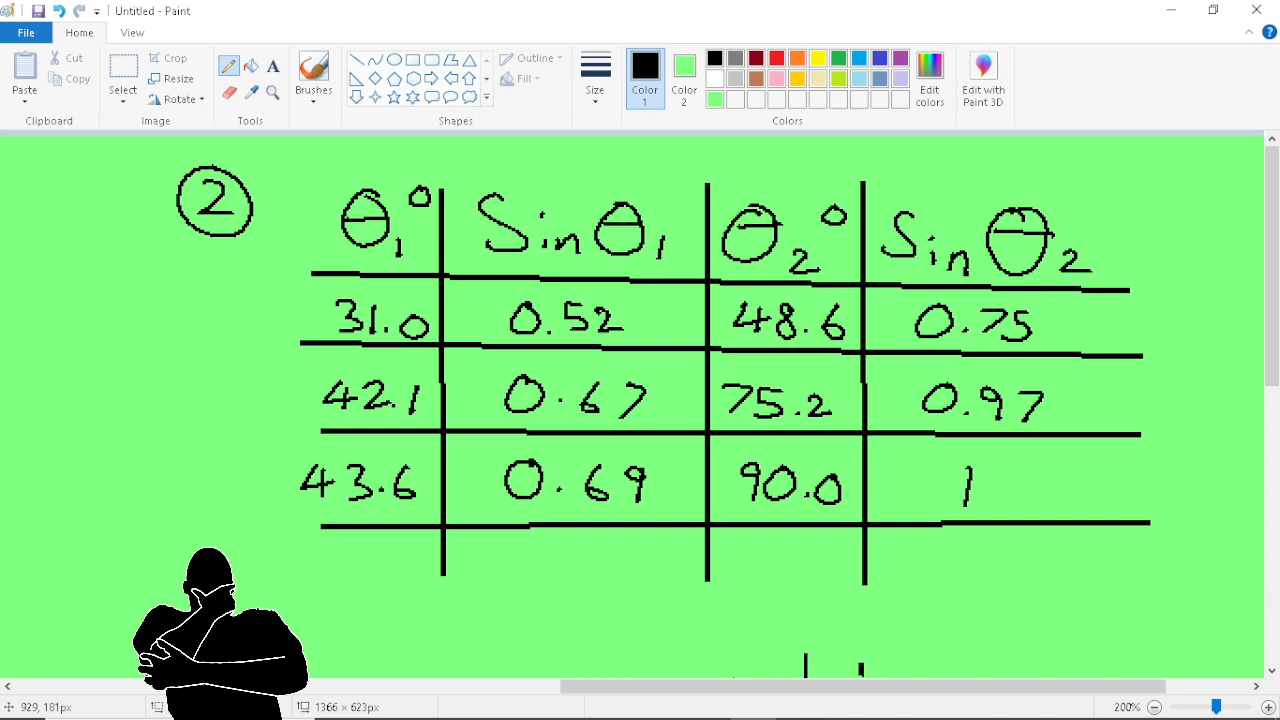 Untitled - Paint
File Home View
Paste Cut Copy Clipboard
Select Crop Resize Rotate Image
A Tools
Brushes
Shapes Outline Fill
Size
Color 1 Color 2 Edit colors Colors
Edit with Paint 3D
2
θ₁° Sinθ₁ θ₂° Sinθ₂
31.0 0.52 48.6 0.75
42.1 0.67 75.2 0.97
43.6 0.69 90.0 1
929, 181px 1366 × 623px 200%